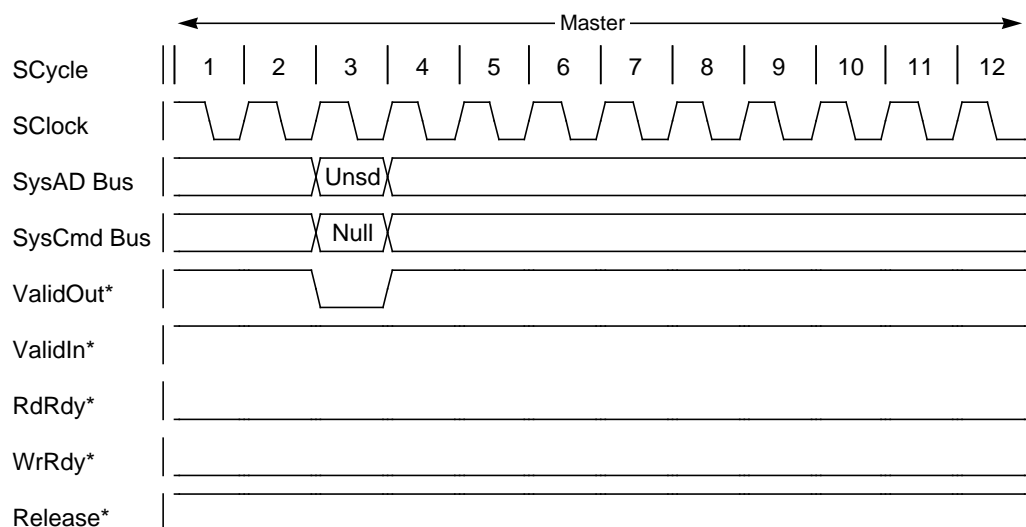 Master
SCycle 1 2 3 4 5 6 7 8 9 10 11 12
SClock
SysAD Bus Unsd
SysCmd Bus Null
ValidOut*
ValidIn*
RdRdy*
WrRdy*
Release*